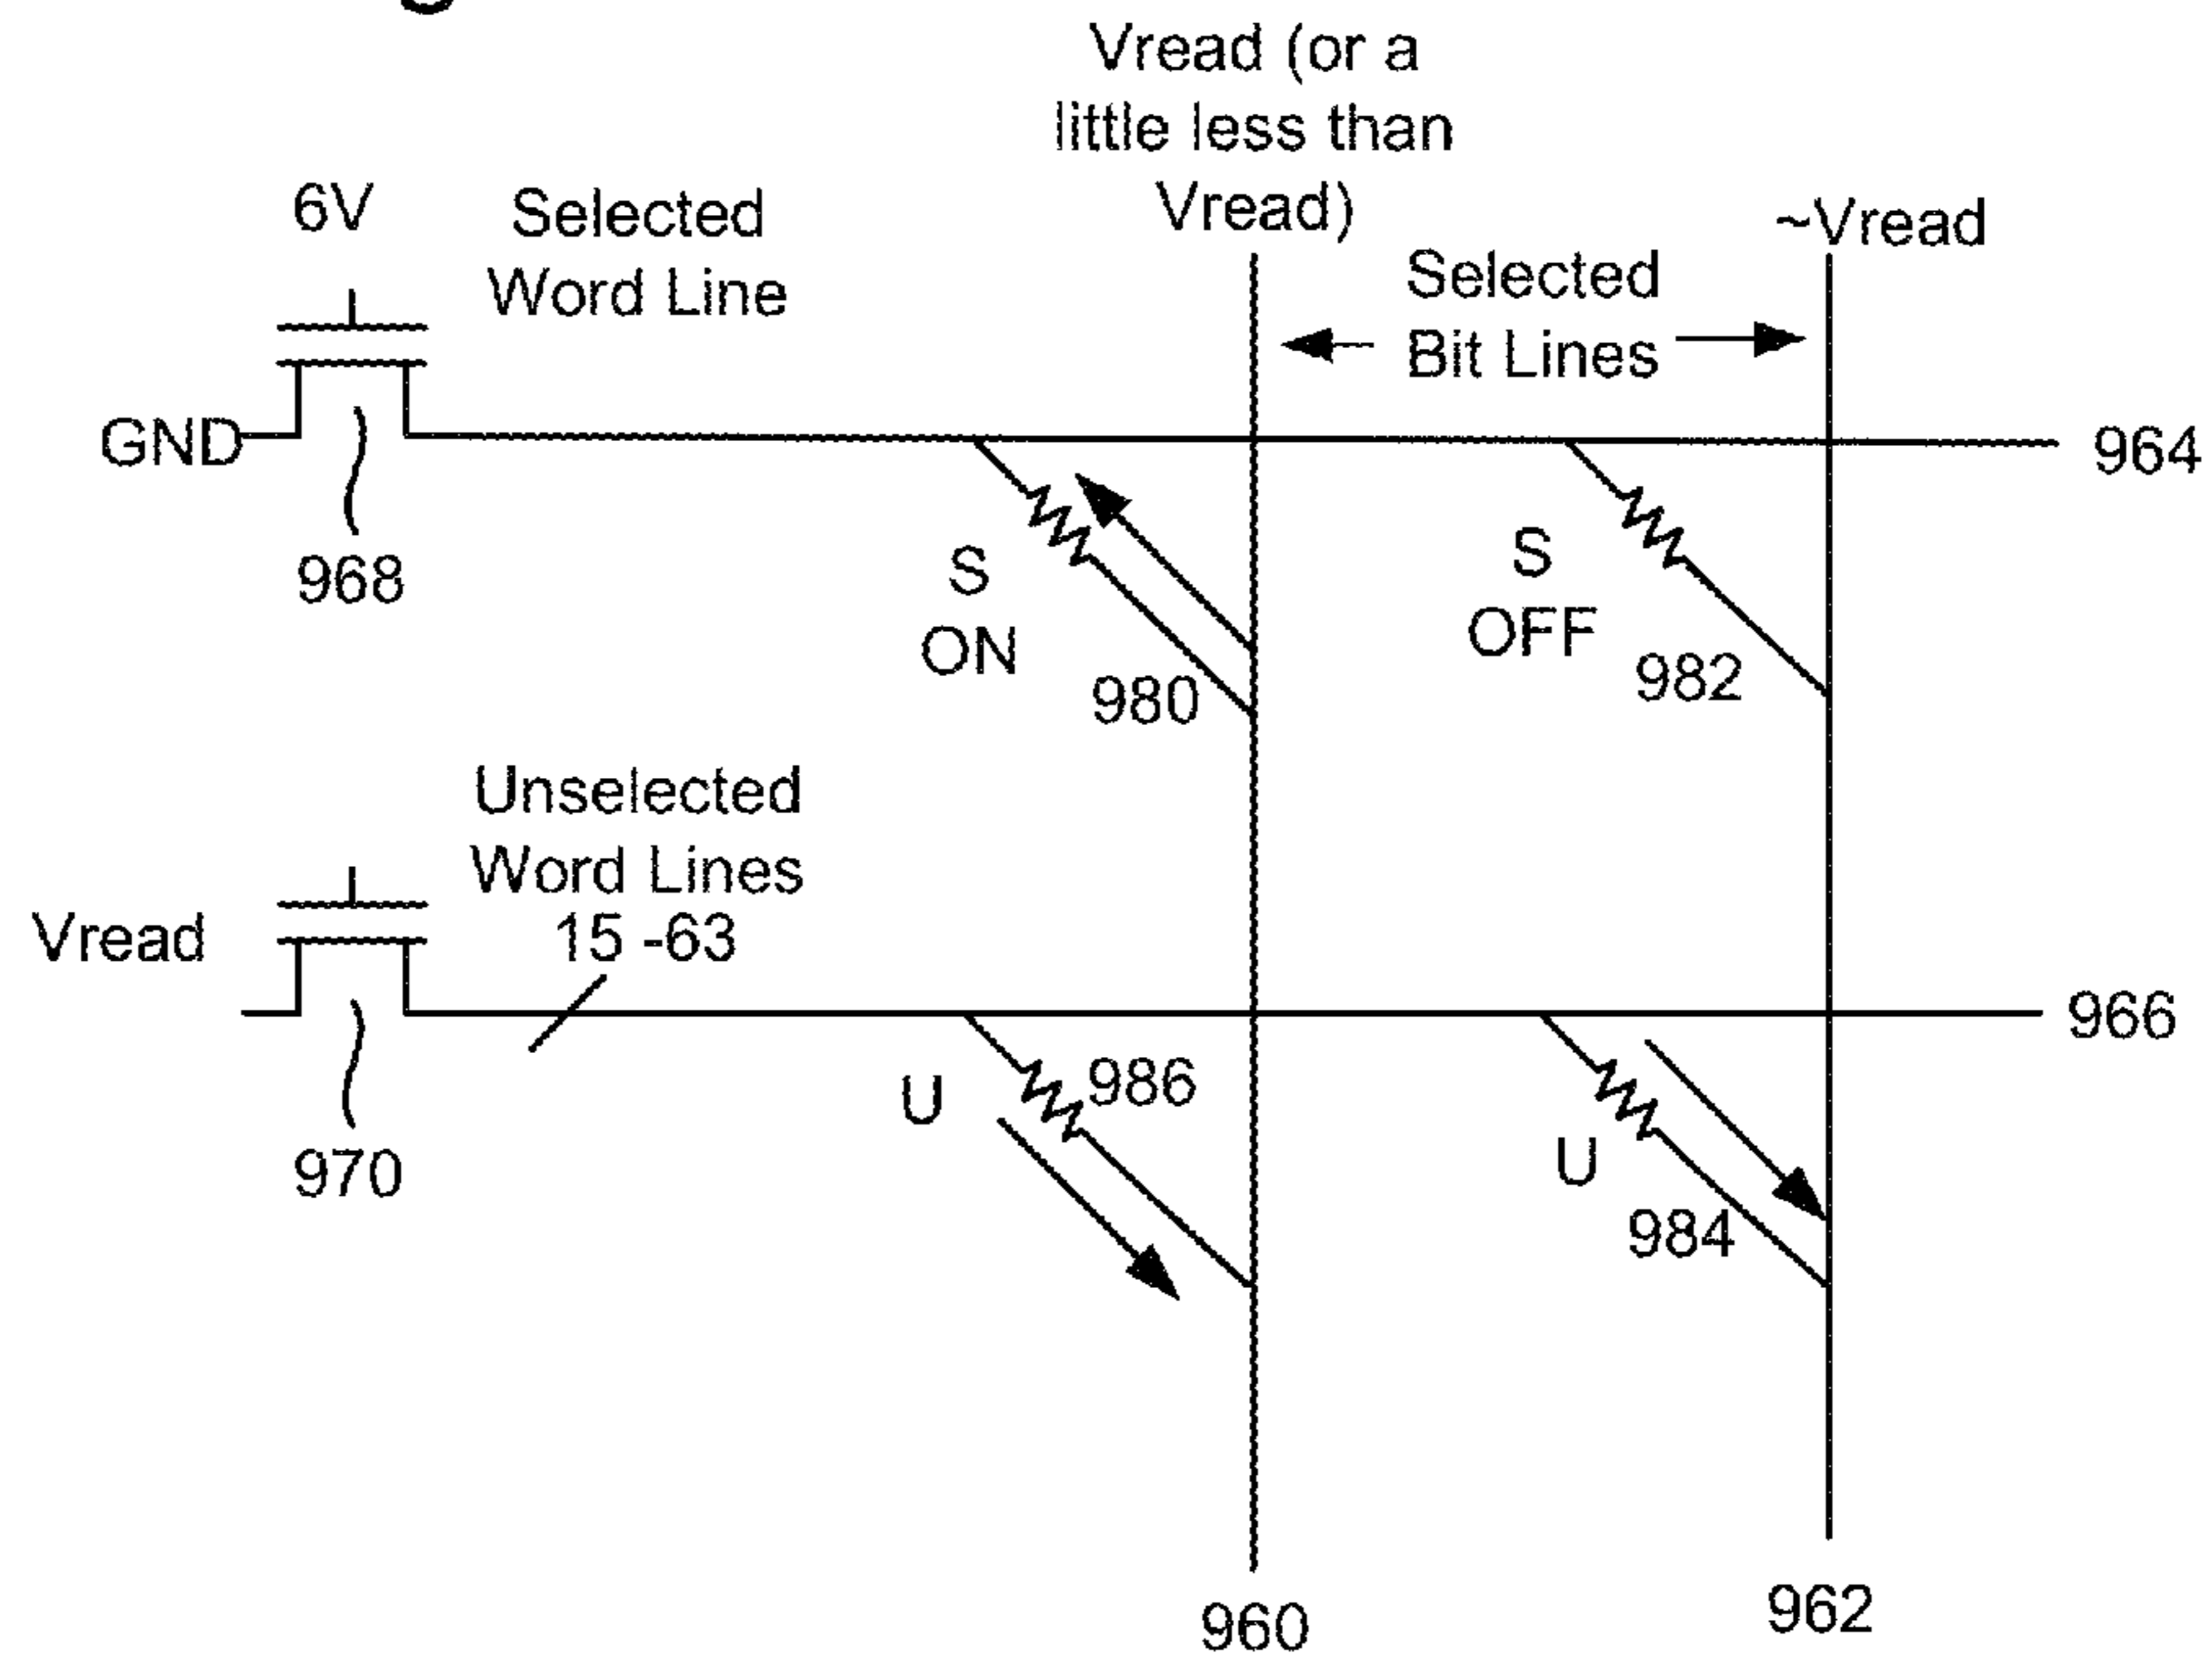 Vread (or a
little less than
Vread)
6V
Selected
Word Line
~Vread
Selected
Bit Lines
GND
964
968
S
ON
980
S
OFF
982
Unselected
Word Lines
15 -63
Vread
966
986
U
970
U
984
960
962